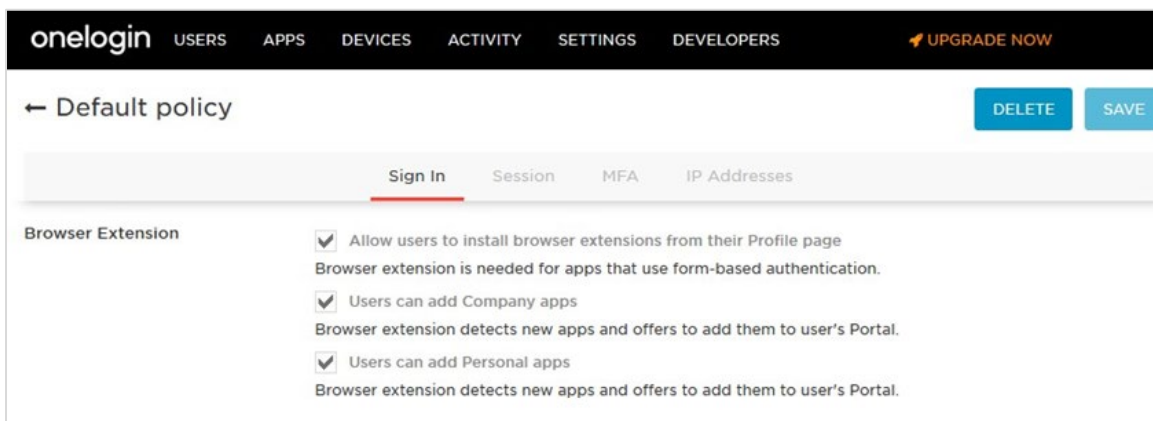 onelogin USERS APPS DEVICES ACTIVITY SETTINGS DEVELOPERS UPGRADE NOW
← Default policy DELETE SAVE
Sign In Session MFA IP Addresses
Browser Extension Allow users to install browser extensions from their Profile page
Browser extension is needed for apps that use form-based authentication.
Users can add Company apps
Browser extension detects new apps and offers to add them to user's Portal.
Users can add Personal apps
Browser extension detects new apps and offers to add them to user's Portal.